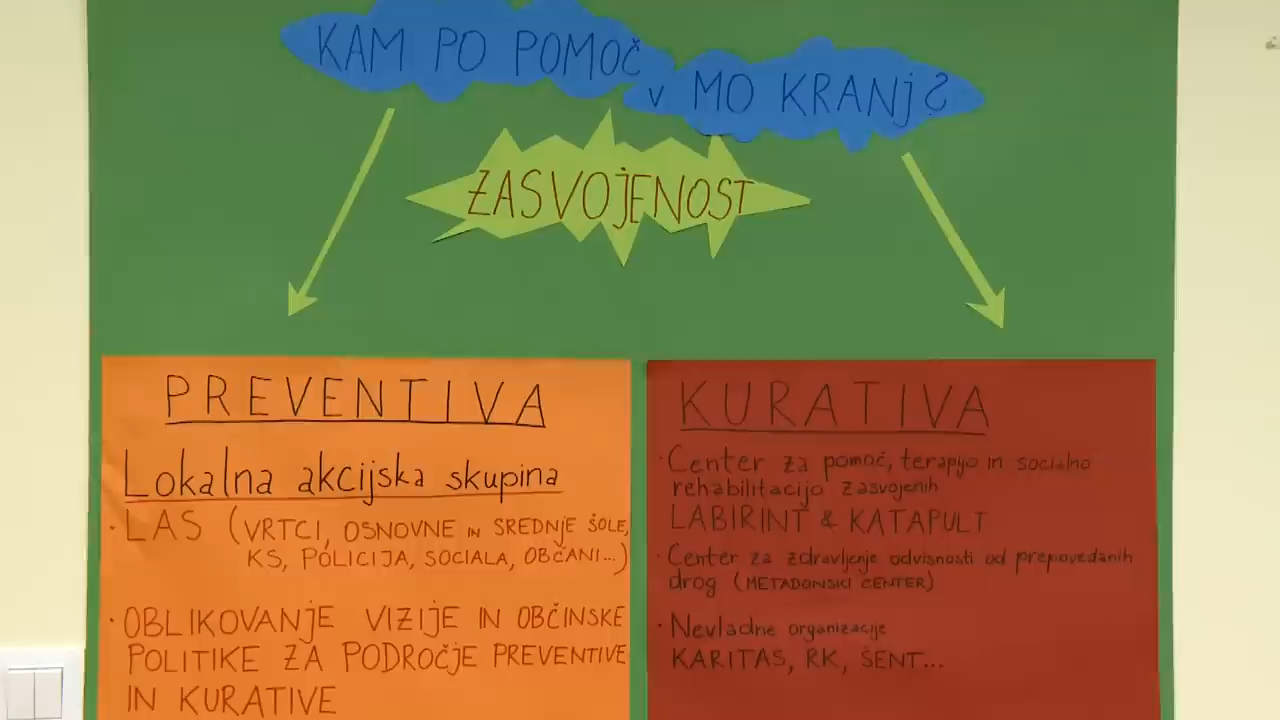 KAM PO POMOČ
v MO KRANJ?
ZASVOJENOST
PREVENTIVA
Lokalna akcijska skupina
· LAS (VRTCI, OSNOVNE IN SREDNJE ŠOLE,
KS, POLICIJA, SOCIALA, OBČANI...)
· OBLIKOVANJE VIZIJE IN OBČINSKE
POLITIKE ZA PODROČJE PREVENTIVE
IN KURATIVE
KURATIVA
· Center za pomoč, terapijo in socialno
rehabilitacijo zasvojenih
LABIRINT & KATAPULT
· Center za zdravljenje odvisnosti od prepovedanih
drog (METADONSKI CENTER)
· Nevladne organizacije
KARITAS, RK, ŠENT...